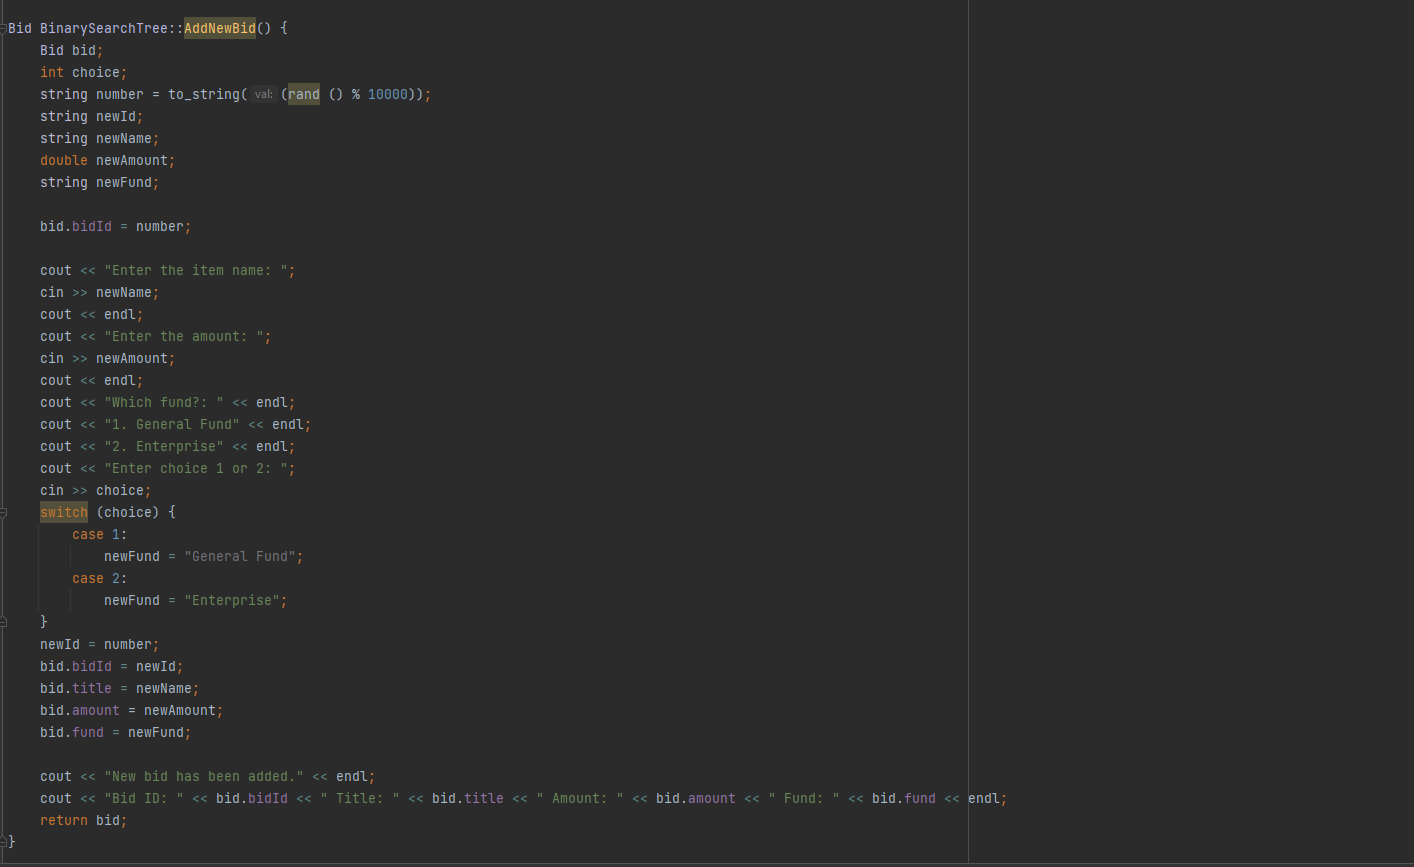 Bid BinarySearchTree::AddNewBid() {
    Bid bid;
    int choice;
    string number = to_string( val: (rand () % 10000));
    string newId;
    string newName;
    double newAmount;
    string newFund;

    bid.bidId = number;

    cout << "Enter the item name: ";
    cin >> newName;
    cout << endl;
    cout << "Enter the amount: ";
    cin >> newAmount;
    cout << endl;
    cout << "Which fund?: " << endl;
    cout << "1. General Fund" << endl;
    cout << "2. Enterprise" << endl;
    cout << "Enter choice 1 or 2: ";
    cin >> choice;
    switch (choice) {
        case 1:
            newFund = "General Fund";
        case 2:
            newFund = "Enterprise";
    }
    newId = number;
    bid.bidId = newId;
    bid.title = newName;
    bid.amount = newAmount;
    bid.fund = newFund;

    cout << "New bid has been added." << endl;
    cout << "Bid ID: " << bid.bidId << " Title: " << bid.title << " Amount: " << bid.amount << " Fund: " << bid.fund << endl;
    return bid;
}